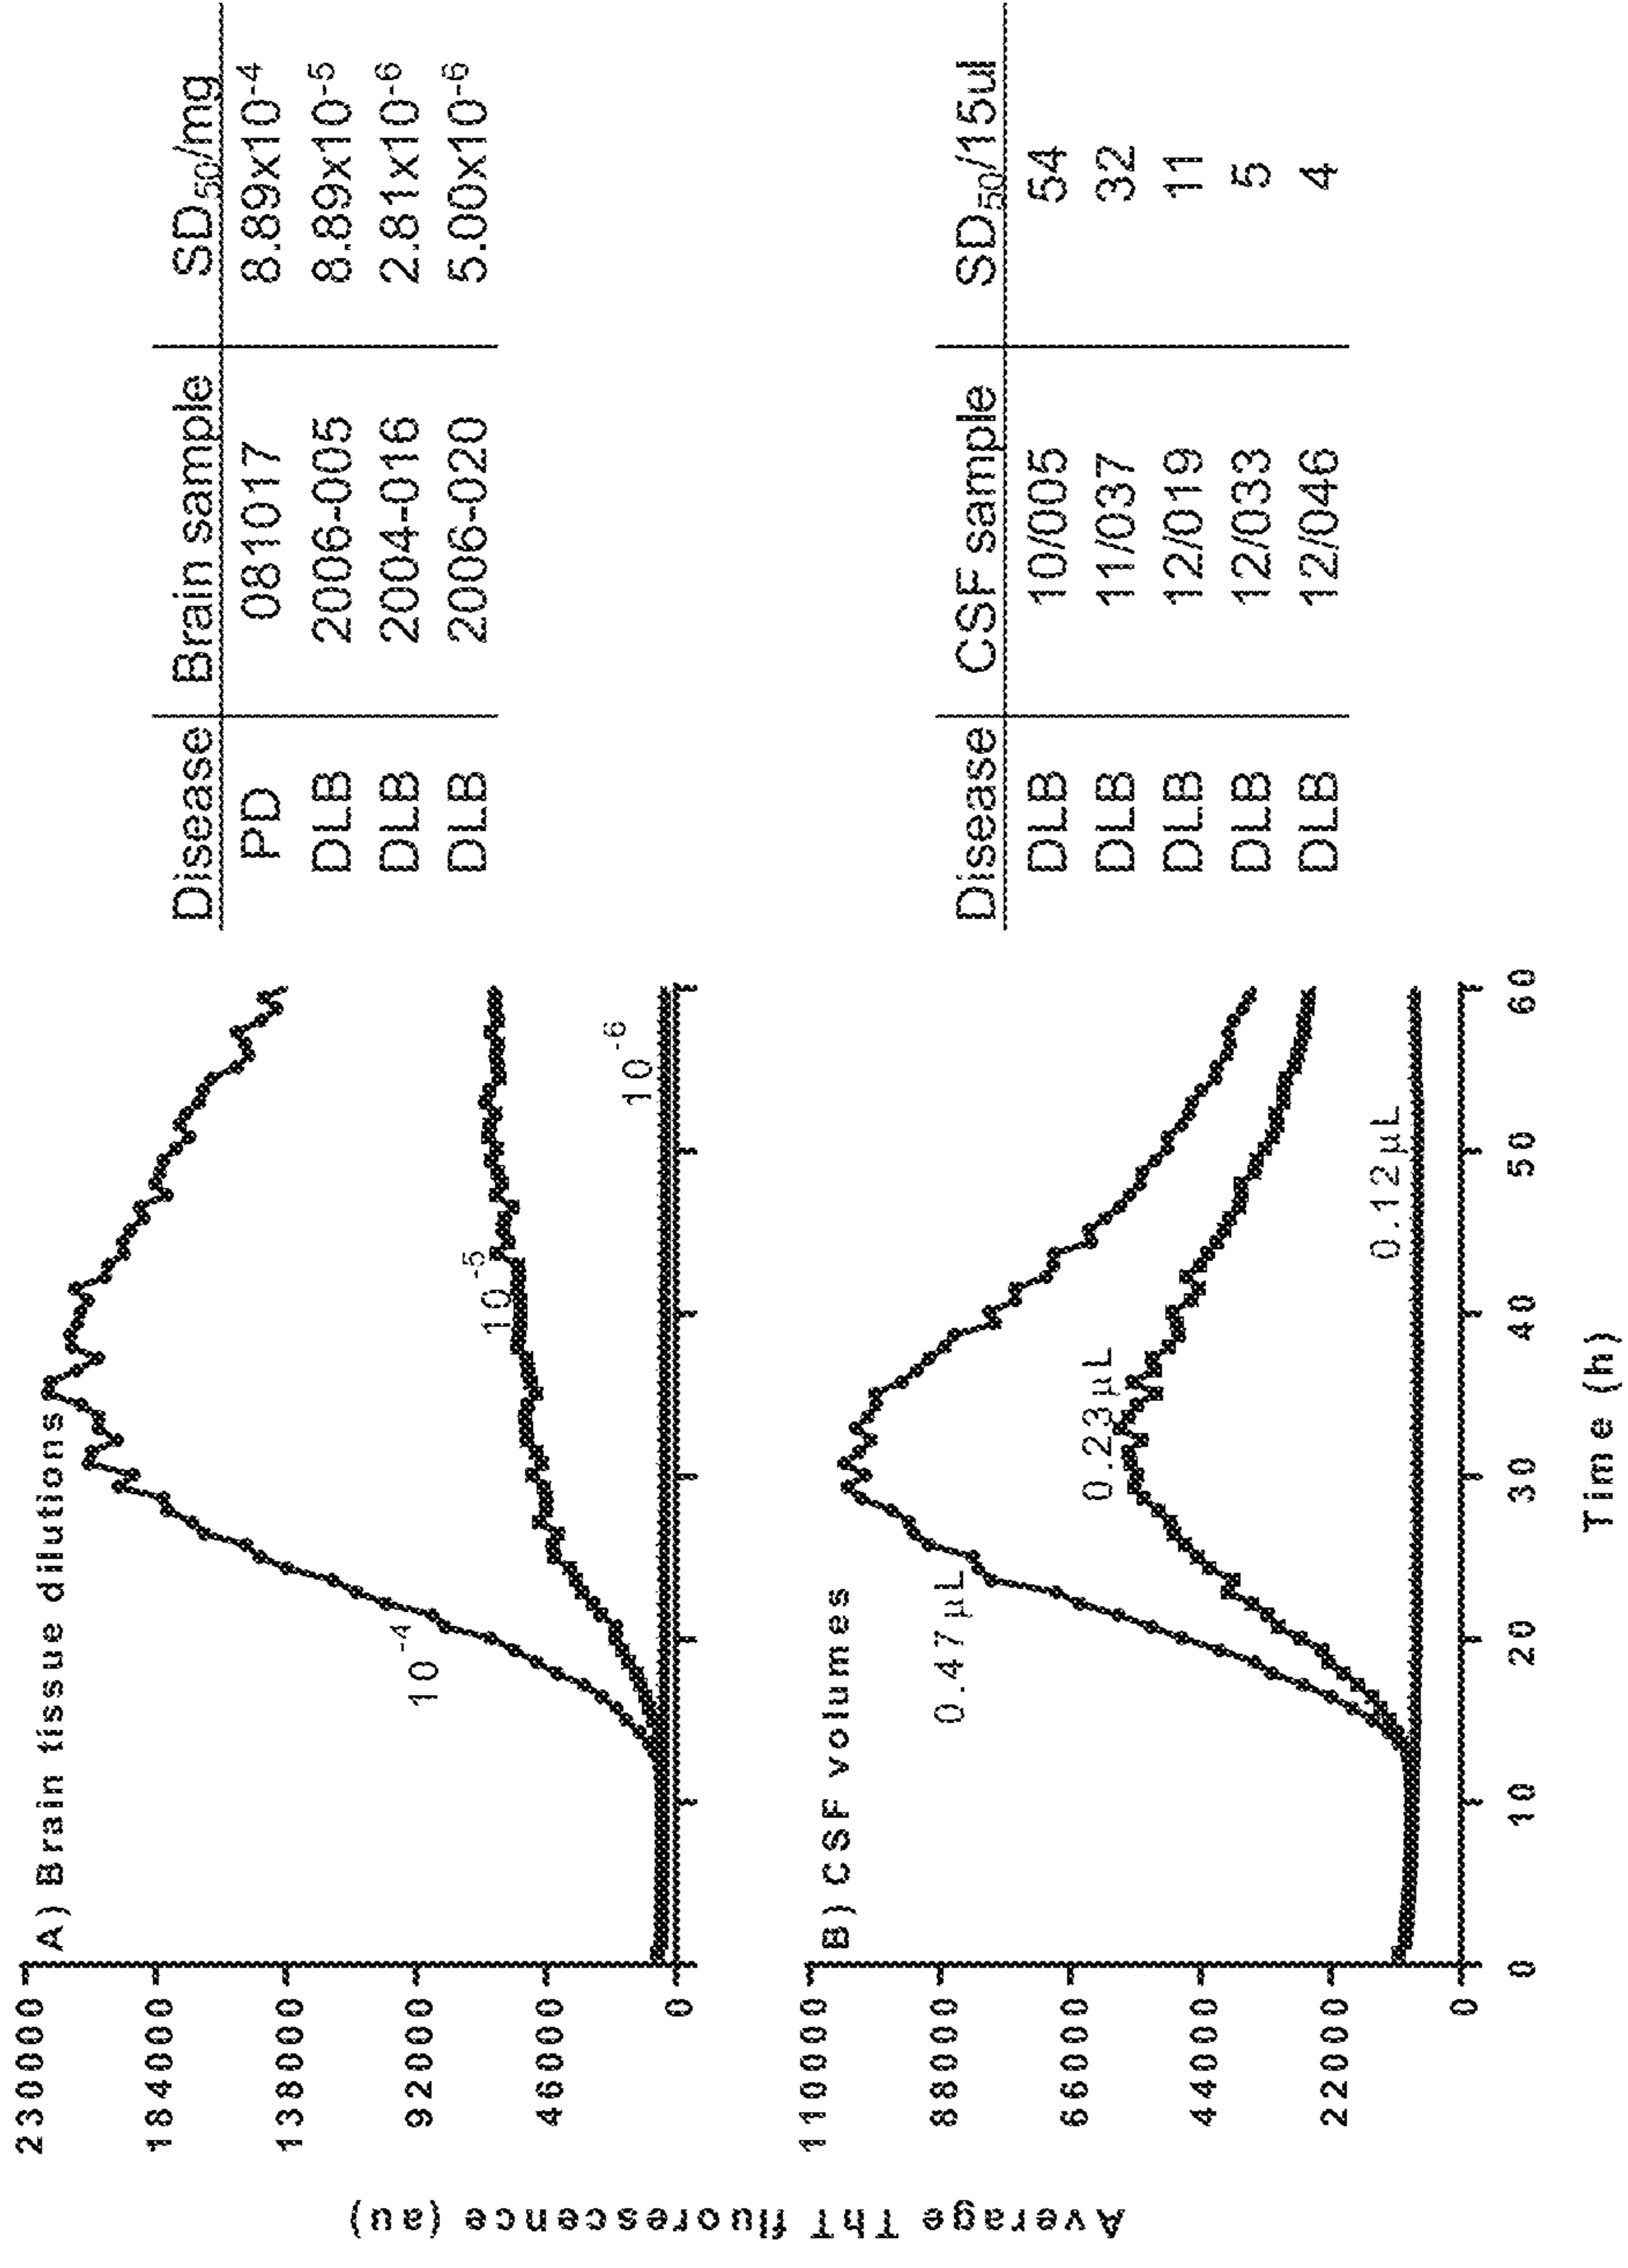 Average ThT fluorescence (au)
A) Brain tissue dilutions
230000
184000
138000
92000
46000
0
10-4
10-5
10-6
Disease Brain sample SD50/mg
PD 081017 8.89x10-4
DLB 2006-005 8.89x10-5
DLB 2004-016 2.81x10-6
DLB 2006-020 5.00x10-6
B) CSF volumes
110000
88000
66000
44000
22000
0
0.47µL
0.23µL
0.12µL
0 10 20 30 40 50 60
Time (h)
Disease CSF sample SD50/15ul
DLB 10/005 54
DLB 11/037 32
DLB 12/019 11
DLB 12/033 5
DLB 12/046 4